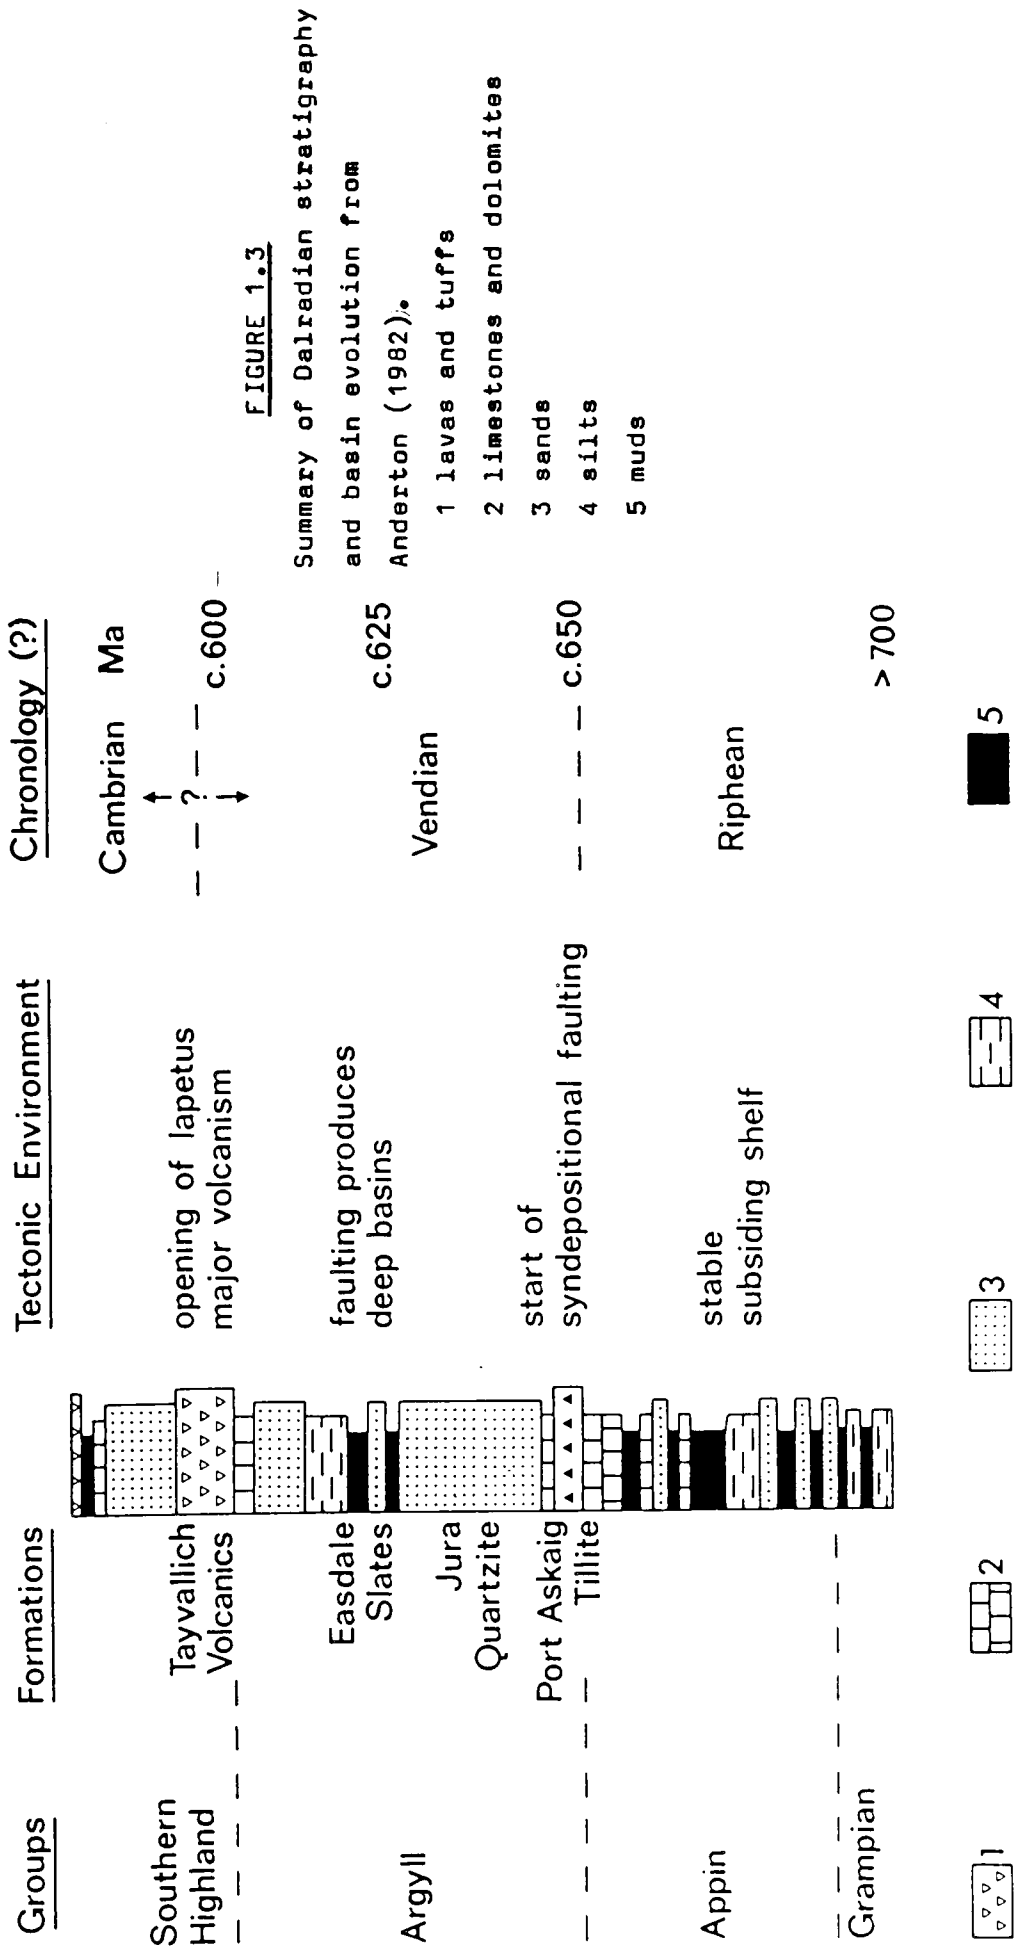 Groups
Formations
Tectonic Environment
Chronology (?)
Southern
Highland
Argyll
Appin
Grampian
Tayvallich
Volcanics
Easdale
Slates
Jura
Quartzite
Port Askaig
Tillite
opening of Iapetus
major volcanism
faulting produces
deep basins
start of
syndepositional faulting
stable
subsiding shelf
Cambrian Ma
?
c.600
c.625
Vendian
c.650
Riphean
> 700
1
2
3
4
5
FIGURE 1.3
Summary of Dalradian stratigraphy
and basin evolution from
Anderton (1982).
1 lavas and tuffs
2 limestones and dolomites
3 sands
4 silts
5 muds